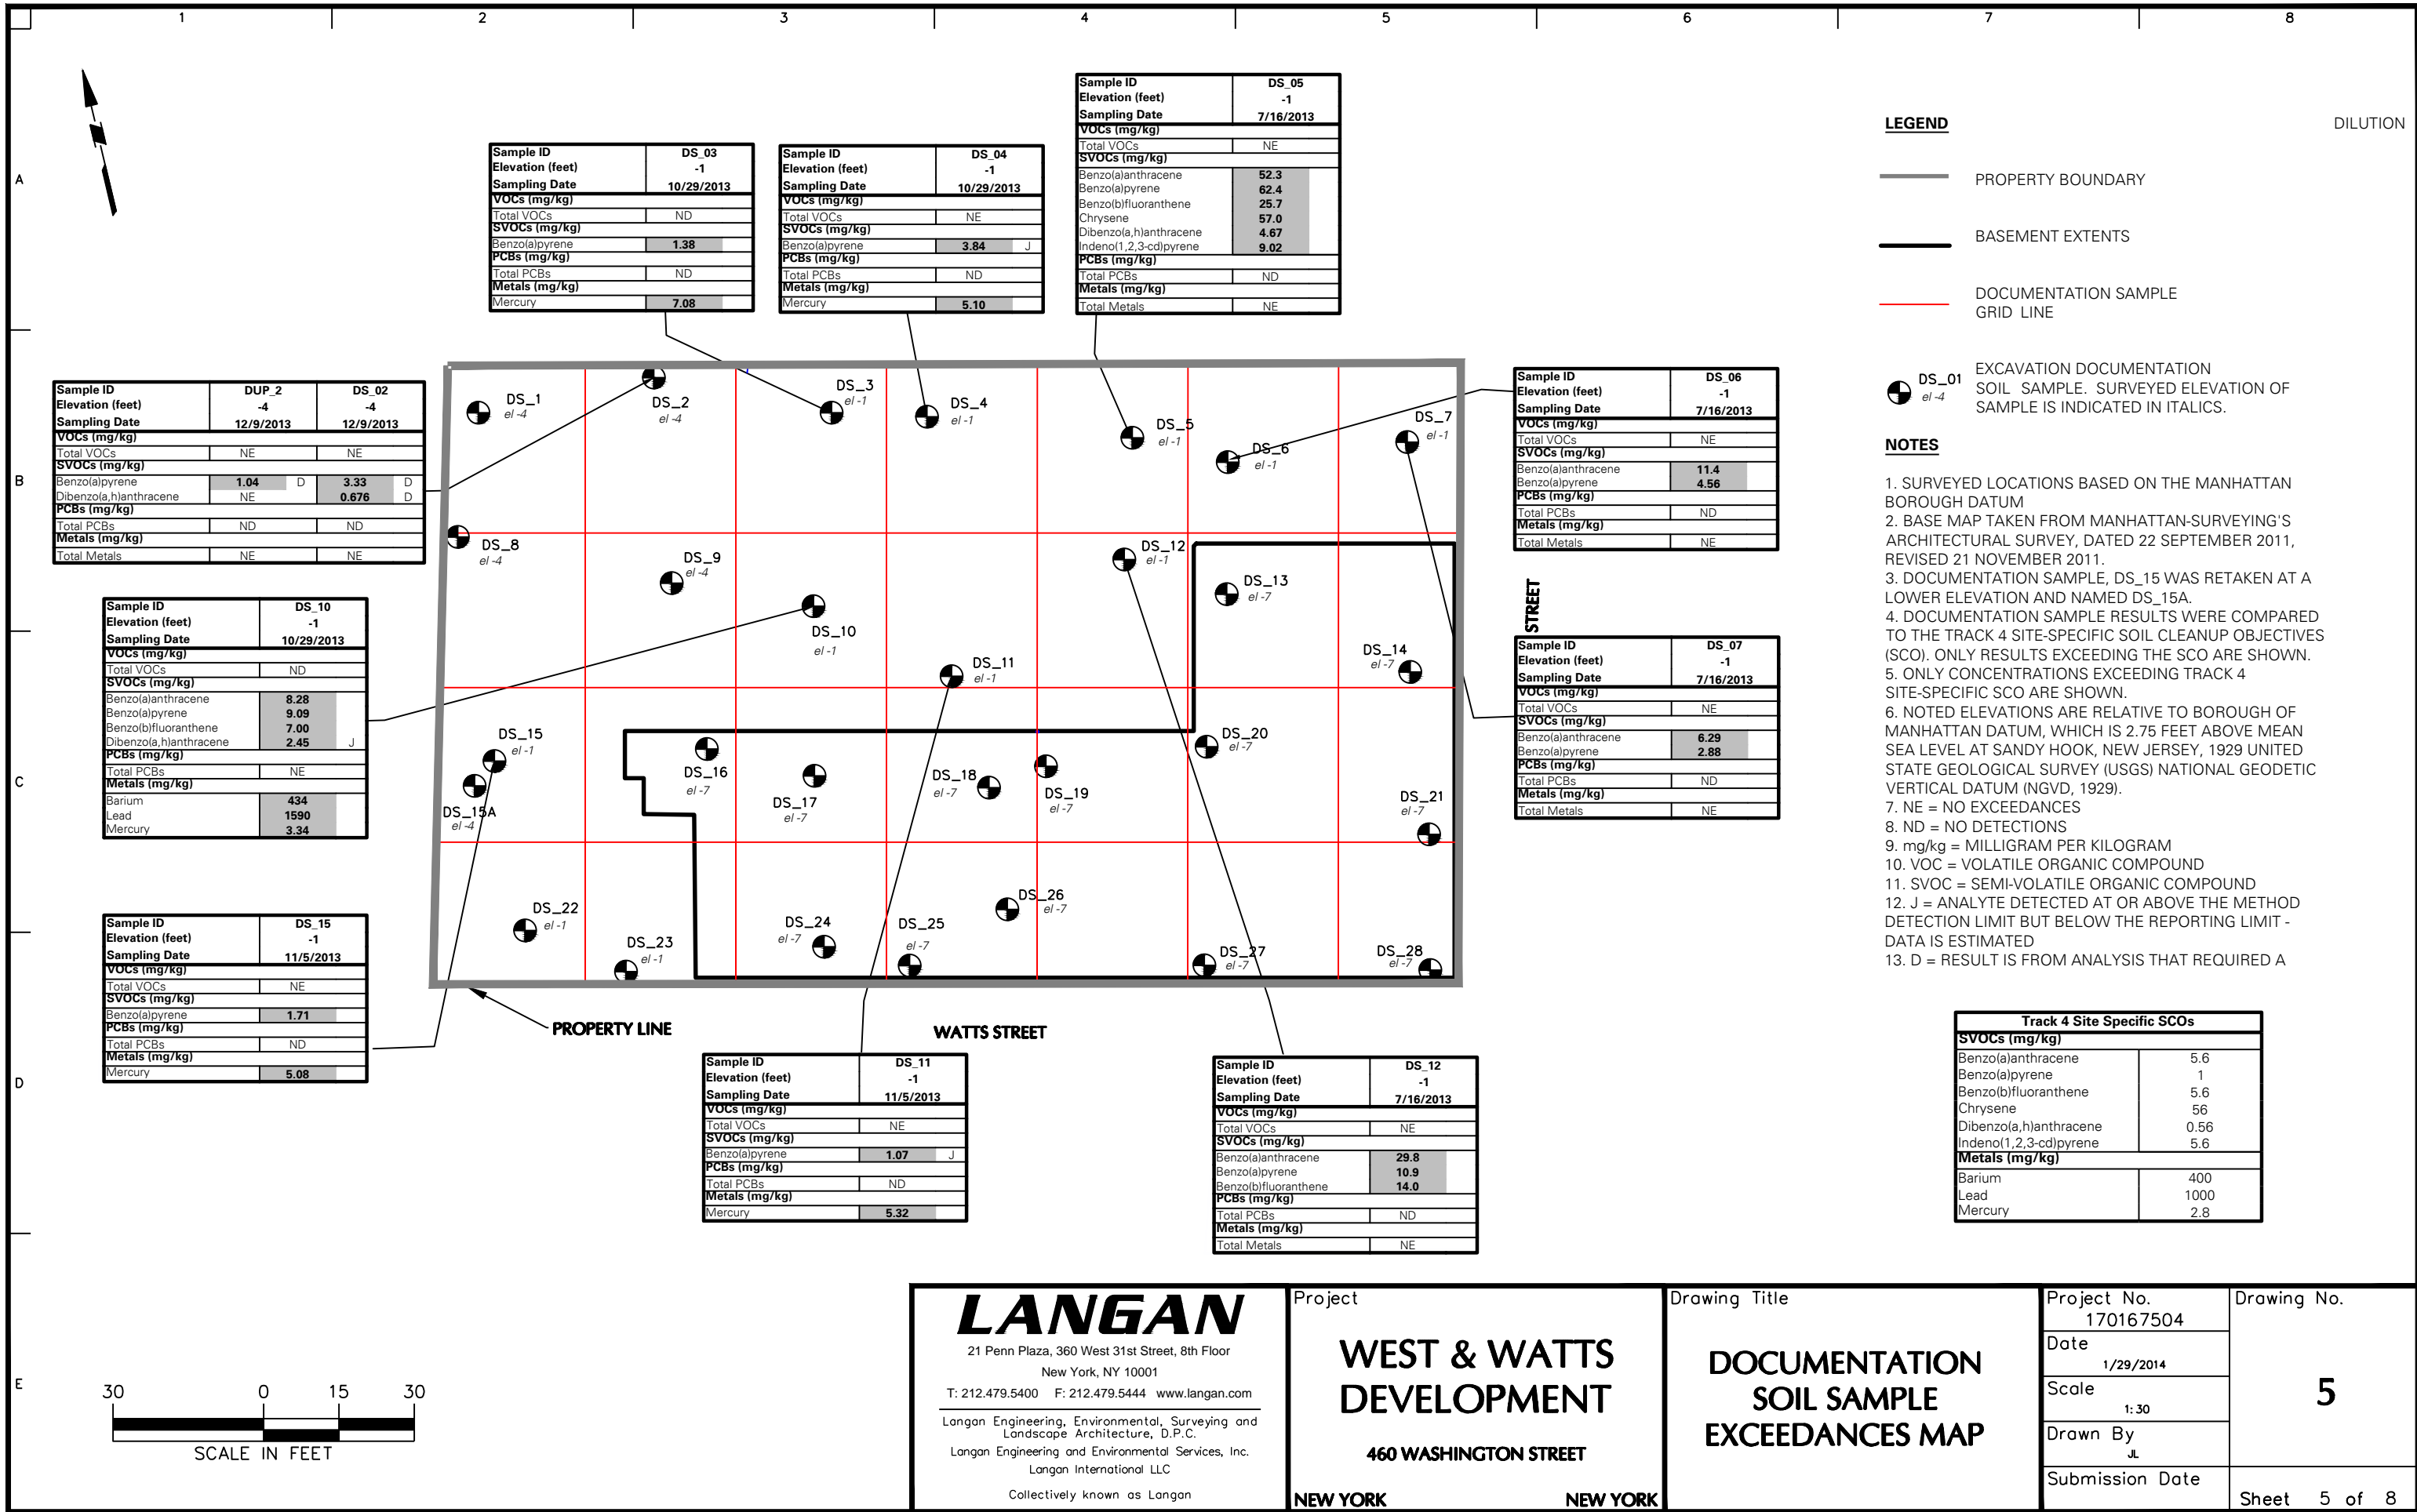 1 2 3 4 5 6 7 8
A
B
C
D
E
Sample ID DS_03
Elevation (feet) -1
Sampling Date 10/29/2013
VOCs (mg/kg)
Total VOCs ND
SVOCs (mg/kg)
Benzo(a)pyrene 1.38
PCBs (mg/kg)
Total PCBs ND
Metals (mg/kg)
Mercury 7.08
Sample ID DS_04
Elevation (feet) -1
Sampling Date 10/29/2013
VOCs (mg/kg)
Total VOCs NE
SVOCs (mg/kg)
Benzo(a)pyrene 3.84 J
PCBs (mg/kg)
Total PCBs ND
Metals (mg/kg)
Mercury 5.10
Sample ID DS_05
Elevation (feet) -1
Sampling Date 7/16/2013
VOCs (mg/kg)
Total VOCs NE
SVOCs (mg/kg)
Benzo(a)anthracene 52.3
Benzo(a)pyrene 62.4
Benzo(b)fluoranthene 25.7
Chrysene 57.0
Dibenzo(a,h)anthracene 4.67
Indeno(1,2,3-cd)pyrene 9.02
PCBs (mg/kg)
Total PCBs ND
Metals (mg/kg)
Total Metals NE
Sample ID DUP_2 DS_02
Elevation (feet) -4 -4
Sampling Date 12/9/2013 12/9/2013
VOCs (mg/kg)
Total VOCs NE NE
SVOCs (mg/kg)
Benzo(a)pyrene 1.04 D 3.33 D
Dibenzo(a,h)anthracene NE 0.676 D
PCBs (mg/kg)
Total PCBs ND ND
Metals (mg/kg)
Total Metals NE NE
Sample ID DS_10
Elevation (feet) -1
Sampling Date 10/29/2013
VOCs (mg/kg)
Total VOCs ND
SVOCs (mg/kg)
Benzo(a)anthracene 8.28
Benzo(a)pyrene 9.09
Benzo(b)fluoranthene 7.00
Dibenzo(a,h)anthracene 2.45 J
PCBs (mg/kg)
Total PCBs NE
Metals (mg/kg)
Barium 434
Lead 1590
Mercury 3.34
Sample ID DS_15
Elevation (feet) -1
Sampling Date 11/5/2013
VOCs (mg/kg)
Total VOCs NE
SVOCs (mg/kg)
Benzo(a)pyrene 1.71
PCBs (mg/kg)
Total PCBs ND
Metals (mg/kg)
Mercury 5.08
DS_1
el -4
DS_2
el -4
DS_3
el -1
DS_4
el -1
DS_5
el -1
DS_6
el -1
DS_7
el -1
DS_8
el -4
DS_9
el -4
DS_10
el -1
DS_11
el -1
DS_12
el -1
DS_13
el -7
DS_14
el -7
DS_15
el -1
DS_15A
el -4
DS_16
el -7
DS_17
el -7
DS_18
el -7
DS_19
el -7
DS_20
el -7
DS_21
el -7
DS_22
el -1
DS_23
el -1
DS_24
el -7
DS_25
el -7
DS_26
el -7
DS_27
el -7
DS_28
el -7
PROPERTY LINE
WATTS STREET
STREET
Sample ID DS_06
Elevation (feet) -1
Sampling Date 7/16/2013
VOCs (mg/kg)
Total VOCs NE
SVOCs (mg/kg)
Benzo(a)anthracene 11.4
Benzo(a)pyrene 4.56
PCBs (mg/kg)
Total PCBs ND
Metals (mg/kg)
Total Metals NE
Sample ID DS_07
Elevation (feet) -1
Sampling Date 7/16/2013
VOCs (mg/kg)
Total VOCs NE
SVOCs (mg/kg)
Benzo(a)anthracene 6.29
Benzo(a)pyrene 2.88
PCBs (mg/kg)
Total PCBs ND
Metals (mg/kg)
Total Metals NE
Sample ID DS_11
Elevation (feet) -1
Sampling Date 11/5/2013
VOCs (mg/kg)
Total VOCs NE
SVOCs (mg/kg)
Benzo(a)pyrene 1.07 J
PCBs (mg/kg)
Total PCBs ND
Metals (mg/kg)
Mercury 5.32
Sample ID DS_12
Elevation (feet) -1
Sampling Date 7/16/2013
VOCs (mg/kg)
Total VOCs NE
SVOCs (mg/kg)
Benzo(a)anthracene 29.8
Benzo(a)pyrene 10.9
Benzo(b)fluoranthene 14.0
PCBs (mg/kg)
Total PCBs ND
Metals (mg/kg)
Total Metals NE
LEGEND
DILUTION
PROPERTY BOUNDARY
BASEMENT EXTENTS
DOCUMENTATION SAMPLE
GRID LINE
DS_01
el -4
EXCAVATION DOCUMENTATION
SOIL SAMPLE. SURVEYED ELEVATION OF
SAMPLE IS INDICATED IN ITALICS.
NOTES
1. SURVEYED LOCATIONS BASED ON THE MANHATTAN
BOROUGH DATUM
2. BASE MAP TAKEN FROM MANHATTAN-SURVEYING'S
ARCHITECTURAL SURVEY, DATED 22 SEPTEMBER 2011,
REVISED 21 NOVEMBER 2011.
3. DOCUMENTATION SAMPLE, DS_15 WAS RETAKEN AT A
LOWER ELEVATION AND NAMED DS_15A.
4. DOCUMENTATION SAMPLE RESULTS WERE COMPARED
TO THE TRACK 4 SITE-SPECIFIC SOIL CLEANUP OBJECTIVES
(SCO). ONLY RESULTS EXCEEDING THE SCO ARE SHOWN.
5. ONLY CONCENTRATIONS EXCEEDING TRACK 4
SITE-SPECIFIC SCO ARE SHOWN.
6. NOTED ELEVATIONS ARE RELATIVE TO BOROUGH OF
MANHATTAN DATUM, WHICH IS 2.75 FEET ABOVE MEAN
SEA LEVEL AT SANDY HOOK, NEW JERSEY, 1929 UNITED
STATE GEOLOGICAL SURVEY (USGS) NATIONAL GEODETIC
VERTICAL DATUM (NGVD, 1929).
7. NE = NO EXCEEDANCES
8. ND = NO DETECTIONS
9. mg/kg = MILLIGRAM PER KILOGRAM
10. VOC = VOLATILE ORGANIC COMPOUND
11. SVOC = SEMI-VOLATILE ORGANIC COMPOUND
12. J = ANALYTE DETECTED AT OR ABOVE THE METHOD
DETECTION LIMIT BUT BELOW THE REPORTING LIMIT -
DATA IS ESTIMATED
13. D = RESULT IS FROM ANALYSIS THAT REQUIRED A
Track 4 Site Specific SCOs
SVOCs (mg/kg)
Benzo(a)anthracene 5.6
Benzo(a)pyrene 1
Benzo(b)fluoranthene 5.6
Chrysene 56
Dibenzo(a,h)anthracene 0.56
Indeno(1,2,3-cd)pyrene 5.6
Metals (mg/kg)
Barium 400
Lead 1000
Mercury 2.8
30 0 15 30
SCALE IN FEET
LANGAN
21 Penn Plaza, 360 West 31st Street, 8th Floor
New York, NY 10001
T: 212.479.5400 F: 212.479.5444 www.langan.com
Langan Engineering, Environmental, Surveying and
Landscape Architecture, D.P.C.
Langan Engineering and Environmental Services, Inc.
Langan International LLC
Collectively known as Langan
Project
WEST & WATTS
DEVELOPMENT
460 WASHINGTON STREET
NEW YORK NEW YORK
Drawing Title
DOCUMENTATION
SOIL SAMPLE
EXCEEDANCES MAP
Project No.
170167504
Date
1/29/2014
Scale
1:30
Drawn By
JL
Submission Date
Drawing No.
5
Sheet 5 of 8